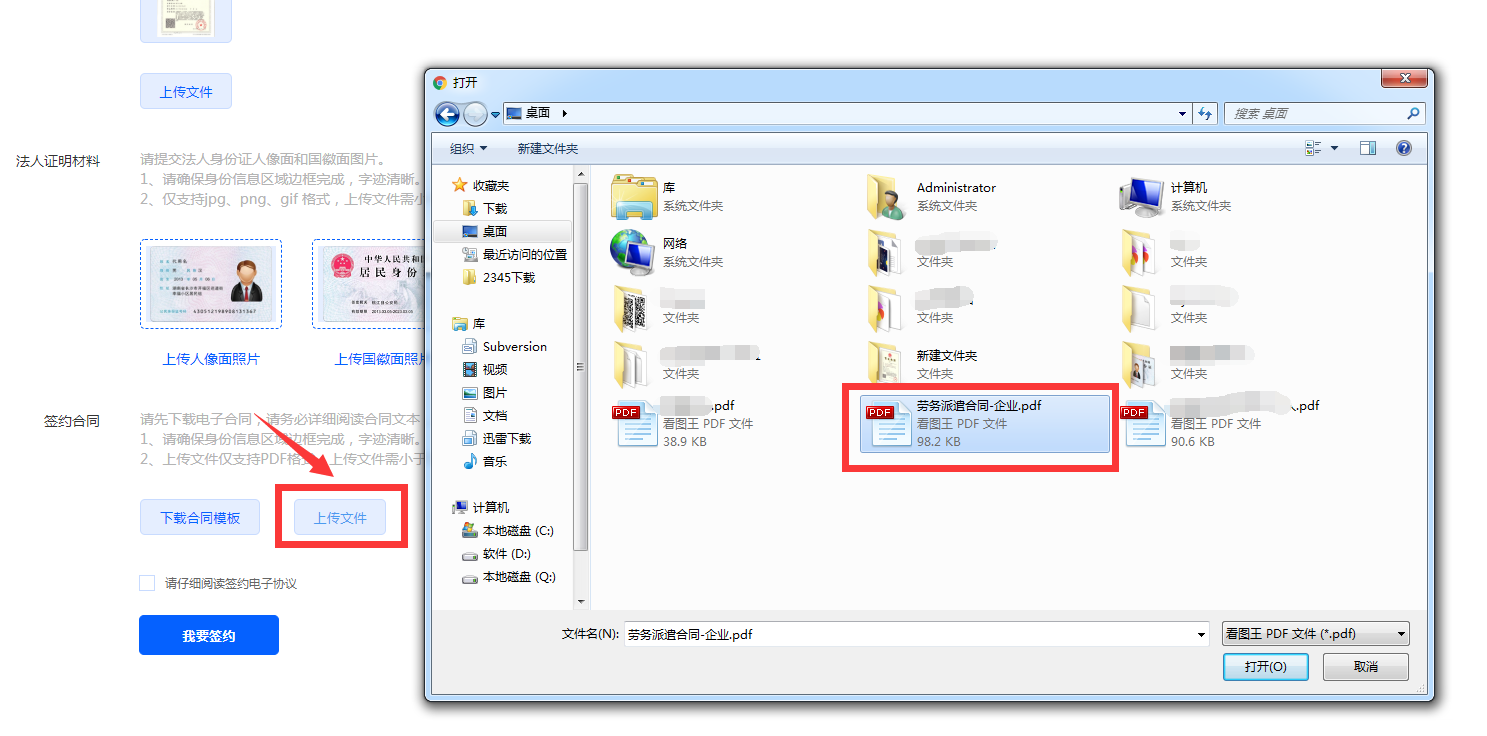 上传文件
法人证明材料
请提交法人身份证人像面和国徽面图片。
1、请确保身份信息区域边框完成，字迹清晰。
2、仅支持jpg、png、gif 格式，上传文件需小
中华人民共和
居民身份
上传人像面照片
上传国徽面照片
签约合同
请先下载电子合同，请务必详细阅读合同文本
1、请确保身份信息区域边框完成，字迹清晰。
2、上传文件仅支持PDF格式，上传文件需小于
下载合同模板
上传文件
请仔细阅读签约电子协议
我要签约
打开
桌面
搜索 桌面
组织
新建文件夹
收藏夹
下载
桌面
最近访问的位置
2345下载
库
Subversion
视频
图片
文档
迅雷下载
音乐
计算机
本地磁盘 (C:)
软件 (D:)
本地磁盘 (Q:)
库
系统文件夹
Administrator
系统文件夹
计算机
系统文件夹
网络
系统文件夹
文件夹
文件夹
文件夹
文件夹
文件夹
文件夹
新建文件夹
文件夹
文件夹
PDF
.pdf
看图王 PDF 文件
38.9 KB
PDF
劳务派遣合同-企业.pdf
看图王 PDF 文件
98.2 KB
PDF
.pdf
看图王 PDF 文件
90.6 KB
文件名(N):
劳务派遣合同-企业.pdf
看图王 PDF 文件 (*.pdf)
打开(O)
取消